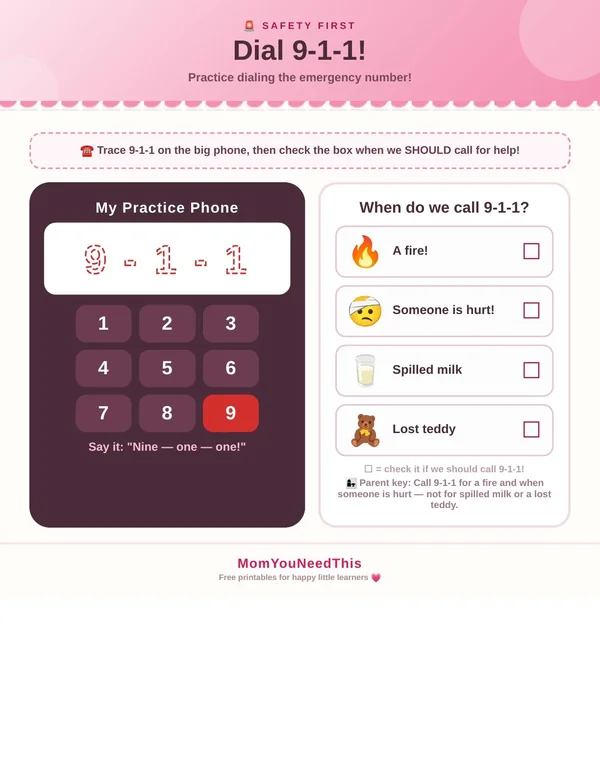 🚨 SAFETY FIRST
Dial 9-1-1!
Practice dialing the emergency number!
☎️ Trace 9-1-1 on the big phone, then check the box when we SHOULD call for help!
My Practice Phone
9 - 1 - 1
1 2 3
4 5 6
7 8 9
Say it: "Nine — one — one!"
When do we call 9-1-1?
A fire!
Someone is hurt!
Spilled milk
Lost teddy
☐ = check it if we should call 9-1-1!
Parent key: Call 9-1-1 for a fire and when
someone is hurt — not for spilled milk or a lost
teddy.
MomYouNeedThis
Free printables for happy little learners 💗